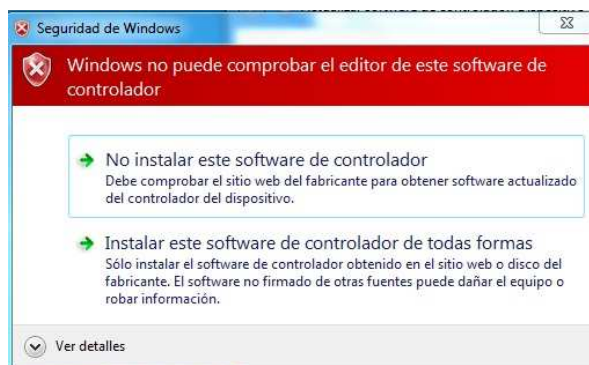 Seguridad de Windows
Windows no puede comprobar el editor de este software de
controlador
No instalar este software de controlador
Debe comprobar el sitio web del fabricante para obtener software actualizado
del controlador del dispositivo.
Instalar este software de controlador de todas formas
Sólo instalar el software de controlador obtenido en el sitio web o disco del
fabricante. El software no firmado de otras fuentes puede dañar el equipo o
robar información.
Ver detalles